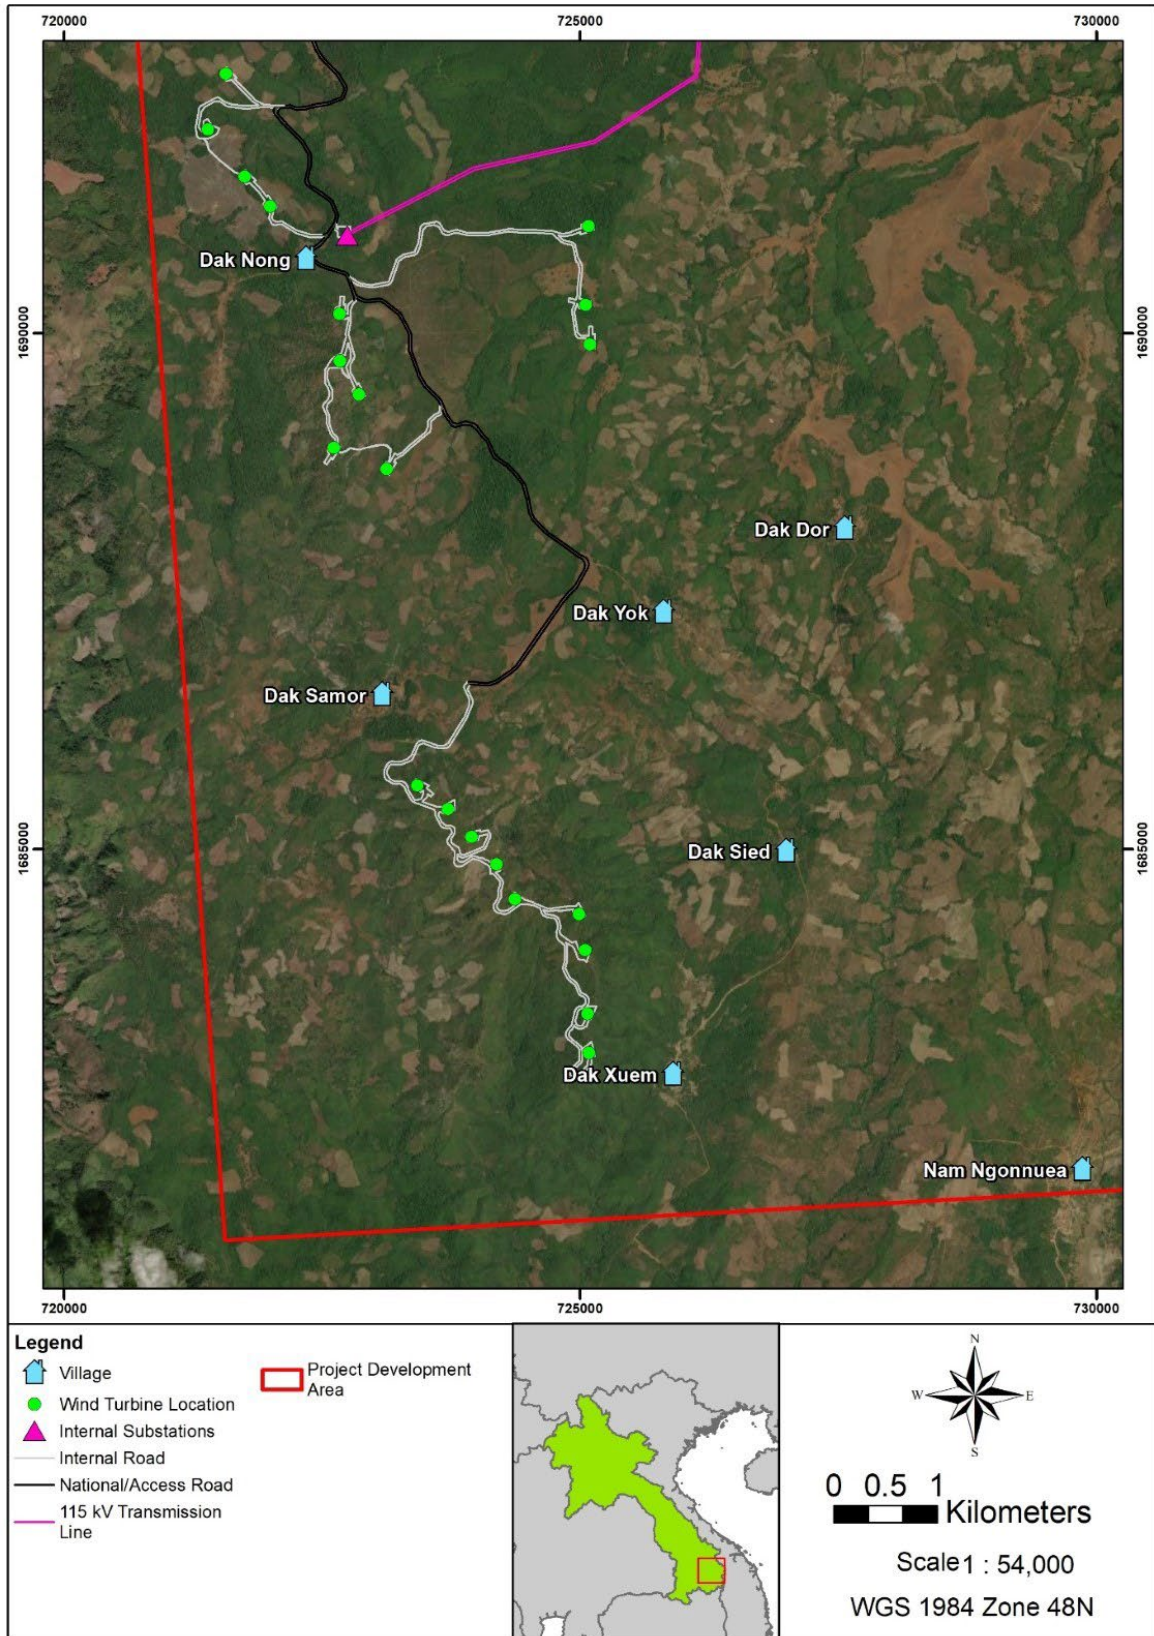 720000
725000
730000
Dak Nong
1690000
1690000
Dak Dor
Dak Yok
Dak Samor
1685000
1685000
Dak Sied
Dak Xuem
Nam Ngonnuea
720000
725000
730000
Legend
Village
Wind Turbine Location
Internal Substations
Internal Road
National/Access Road
115 kV Transmission
Line
Project Development
Area
N
W
E
S
0 0.5 1
Kilometers
Scale1 : 54,000
WGS 1984 Zone 48N